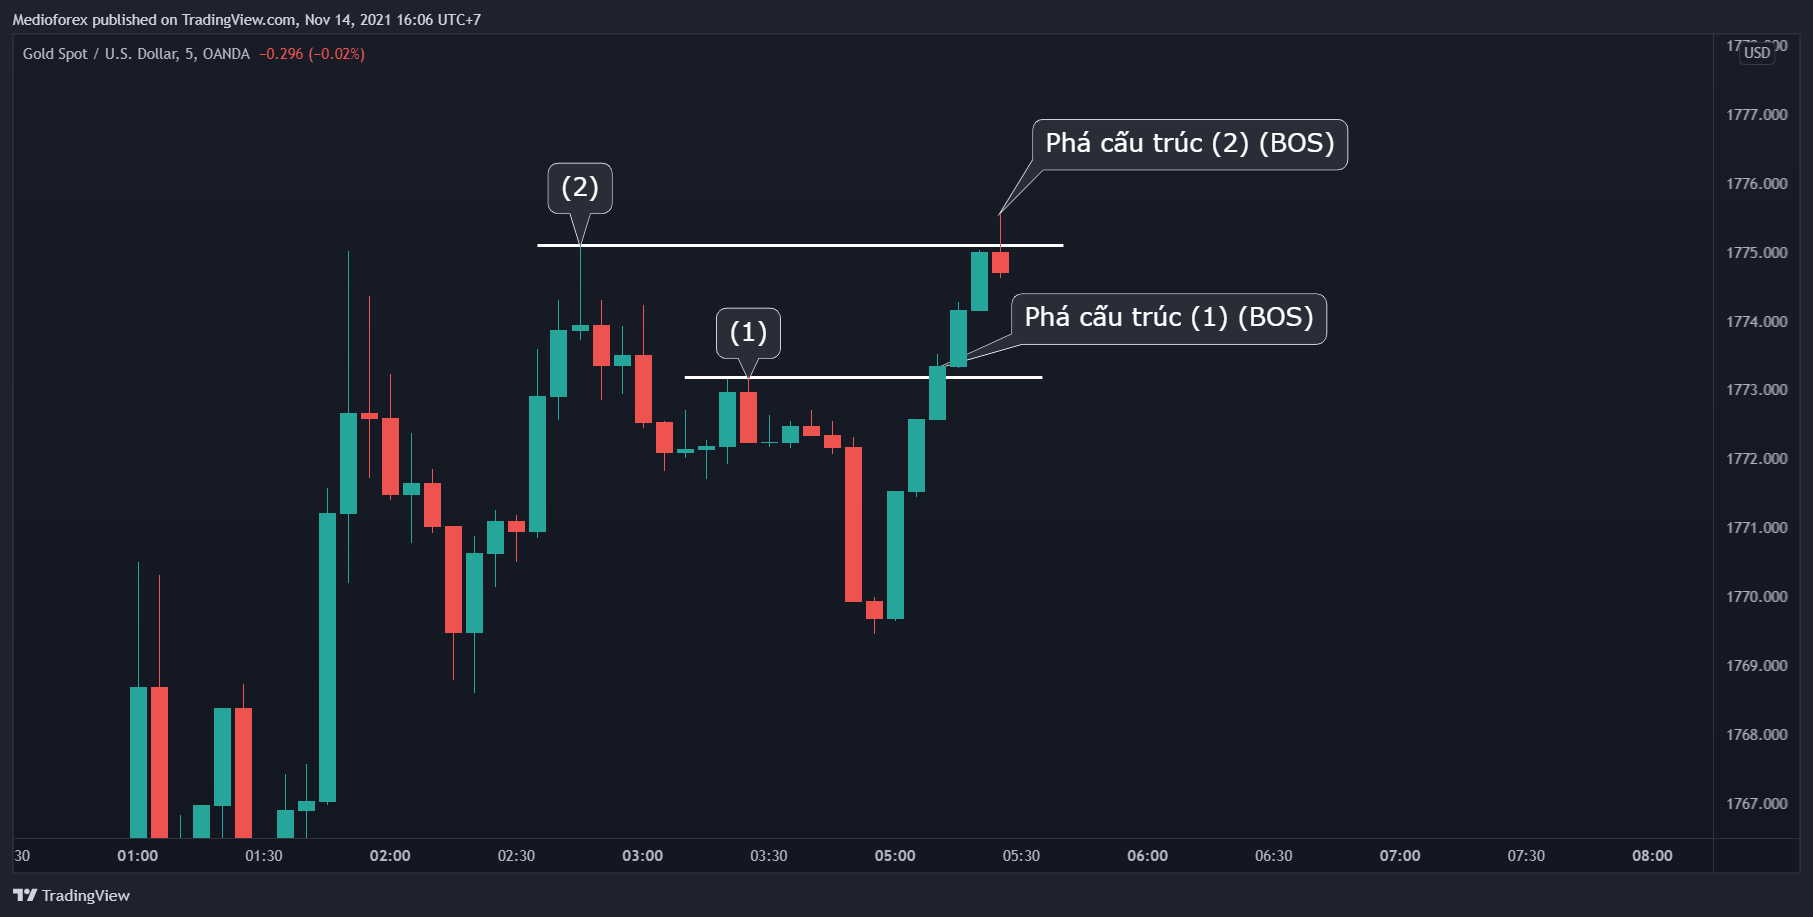 Medioforex published on TradingView.com, Nov 14, 2021 16:06 UTC+7
Gold Spot / U.S. Dollar, 5, OANDA −0.296 (−0.02%)
USD
1777.000
Phá cấu trúc (2) (BOS)
(2)
1776.000
1775.000
Phá cấu trúc (1) (BOS)
(1)
1774.000
1773.000
1772.000
1771.000
1770.000
1769.000
1768.000
1767.000
30 01:00 01:30 02:00 02:30 03:00 03:30 05:00 05:30 06:00 06:30 07:00 07:30 08:00
TradingView